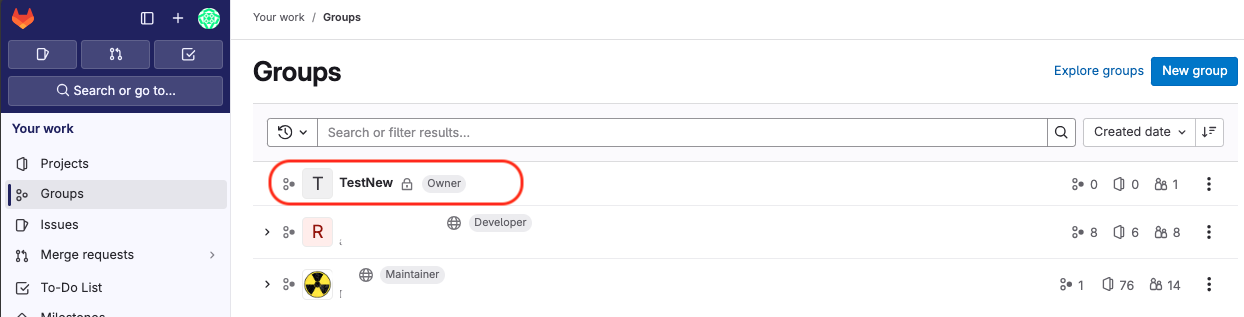 Your work / Groups
Search or go to...
Your work
Projects
Groups
Issues
Merge requests
To-Do List
Milestones
Groups
Explore groups
New group
Search or filter results...
Created date
T TestNew Owner
0 0 1
R Developer
8 6 8
Maintainer
1 76 14